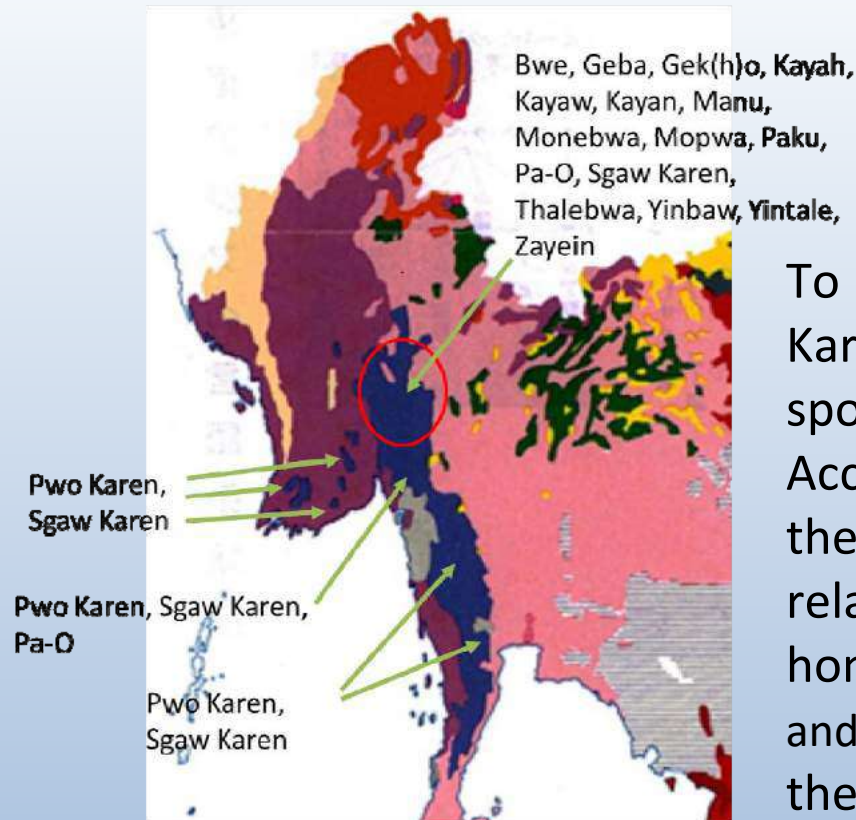 Bwe, Geba, Gek(h)o, Kayah,
Kayaw, Kayan, Manu,
Monebwa, Mopwa, Paku,
Pa-O, Sgaw Karen,
Thalebwa, Yinbaw, Yintale,
Zayein
Pwo Karen,
Sgaw Karen
Pwo Karen, Sgaw Karen,
Pa-O
Pwo Karen,
Sgaw Karen
To
Kar
spo
Acc
the
rela
hor
and
the